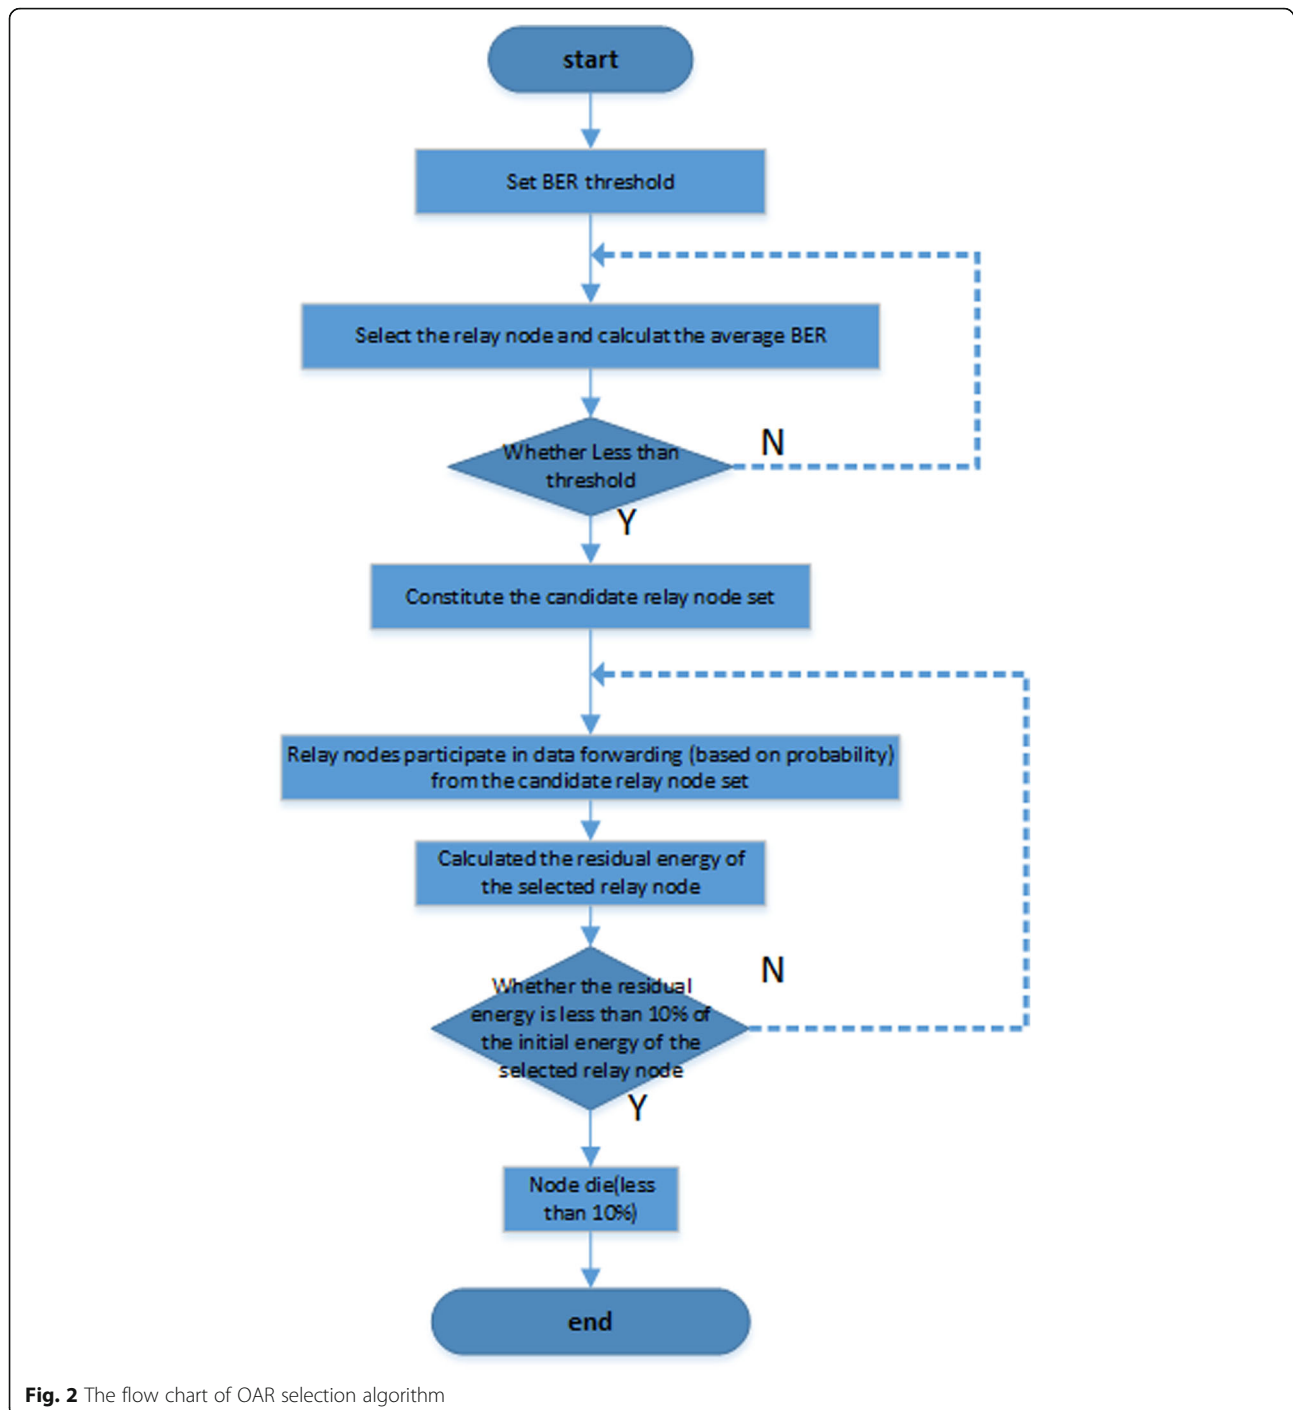 start
Set BER threshold
Select the relay node and calculat the average BER
Whether Less than
threshold
N
Y
Constitute the candidate relay node set
Relay nodes participate in data forwarding (based on probability)
from the candidate relay node set
Calculated the residual energy of
the selected relay node
Whether the residual
energy is less than 10% of
the initial energy of the
selected relay node
N
Y
Node die(less
than 10%)
end
Fig. 2 The flow chart of OAR selection algorithm